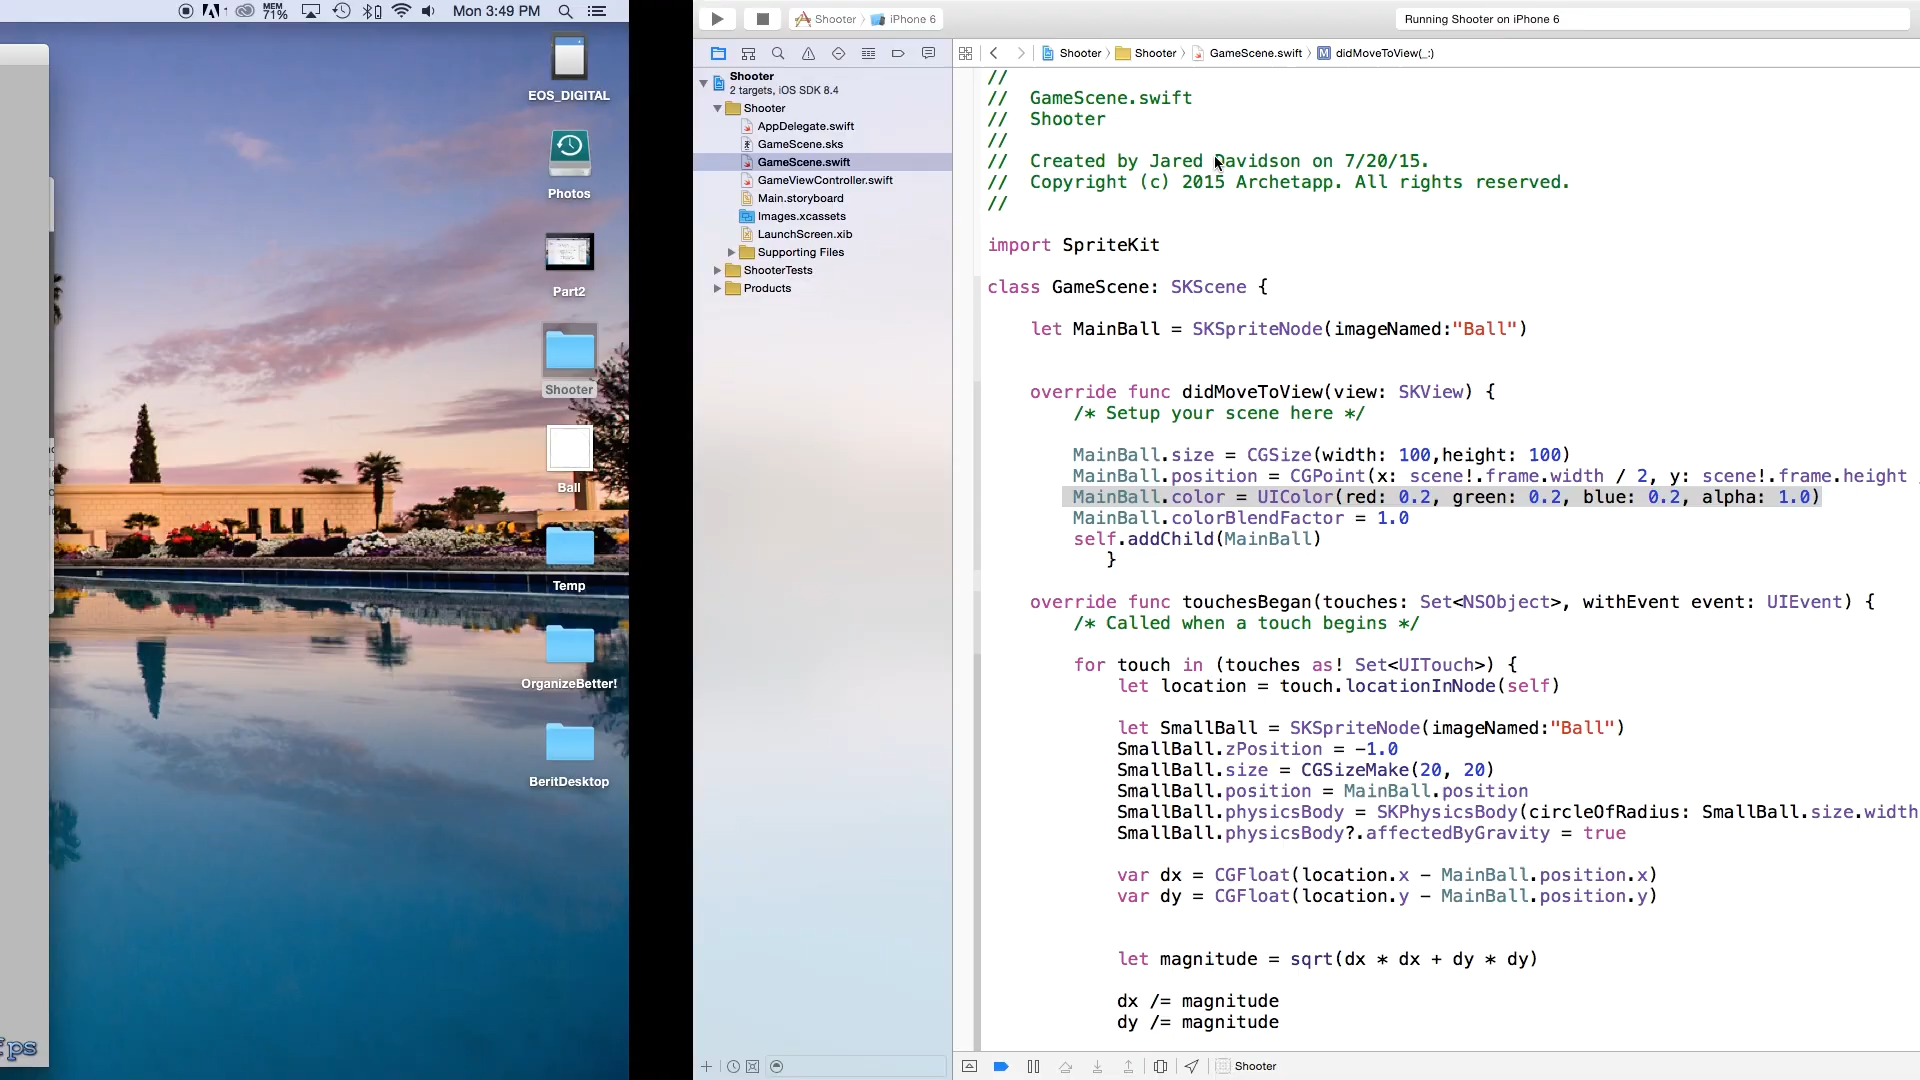 MEM
71%
Mon 3:49 PM
EOS_DIGITAL
Photos
Part2
Shooter
Ball
Temp
OrganizeBetter!
BeritDesktop
Shooter
iPhone 6
Running Shooter on iPhone 6
Shooter
Shooter
GameScene.swift
didMoveToView(_:)
Shooter
2 targets, iOS SDK 8.4
Shooter
AppDelegate.swift
GameScene.sks
GameScene.swift
GameViewController.swift
Main.storyboard
Images.xcassets
LaunchScreen.xib
Supporting Files
ShooterTests
Products
//
//  GameScene.swift
//  Shooter
//
//  Created by Jared Davidson on 7/20/15.
//  Copyright (c) 2015 Archetapp. All rights reserved.
//
import SpriteKit
class GameScene: SKScene {
let MainBall = SKSpriteNode(imageNamed:"Ball")
override func didMoveToView(view: SKView) {
/* Setup your scene here */
MainBall.size = CGSize(width: 100,height: 100)
MainBall.position = CGPoint(x: scene!.frame.width / 2, y: scene!.frame.height
MainBall.color = UIColor(red: 0.2, green: 0.2, blue: 0.2, alpha: 1.0)
MainBall.colorBlendFactor = 1.0
self.addChild(MainBall)
}
override func touchesBegan(touches: Set<NSObject>, withEvent event: UIEvent) {
/* Called when a touch begins */
for touch in (touches as! Set<UITouch>) {
let location = touch.locationInNode(self)
let SmallBall = SKSpriteNode(imageNamed:"Ball")
SmallBall.zPosition = -1.0
SmallBall.size = CGSizeMake(20, 20)
SmallBall.position = MainBall.position
SmallBall.physicsBody = SKPhysicsBody(circleOfRadius: SmallBall.size.width
SmallBall.physicsBody?.affectedByGravity = true
var dx = CGFloat(location.x - MainBall.position.x)
var dy = CGFloat(location.y - MainBall.position.y)
let magnitude = sqrt(dx * dx + dy * dy)
dx /= magnitude
dy /= magnitude
fps
Shooter